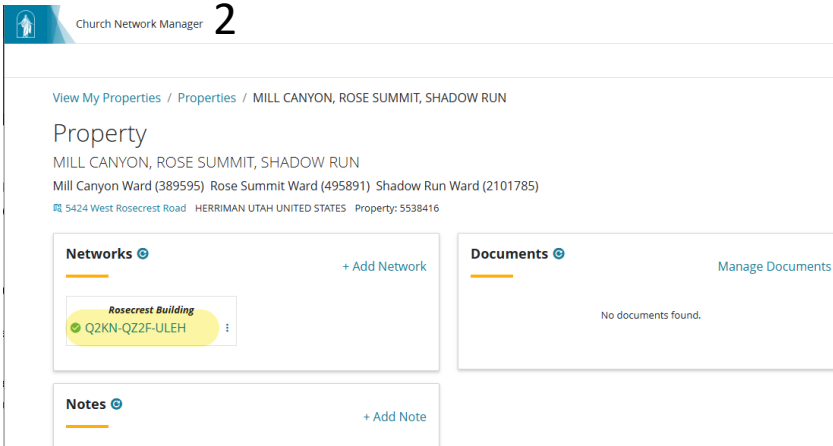 Church Network Manager 2
View My Properties / Properties / MILL CANYON, ROSE SUMMIT, SHADOW RUN
Property
MILL CANYON, ROSE SUMMIT, SHADOW RUN
Mill Canyon Ward (389595) Rose Summit Ward (495891) Shadow Run Ward (2101785)
5424 West Rosecrest Road HERRIMAN UTAH UNITED STATES Property: 5538416
Networks
+ Add Network
Rosecrest Building
Q2KN-QZ2F-ULEH
Documents
Manage Documents
No documents found.
Notes
+ Add Note